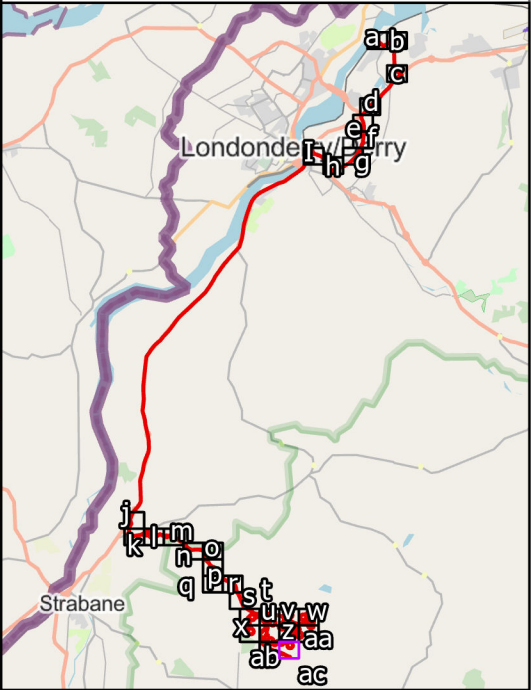 a b
c
d
e f
Londonderry/Derry
I h g
j
k l m
n o
p
q r
s t
u v w
x z aa
Strabane
ab
ac